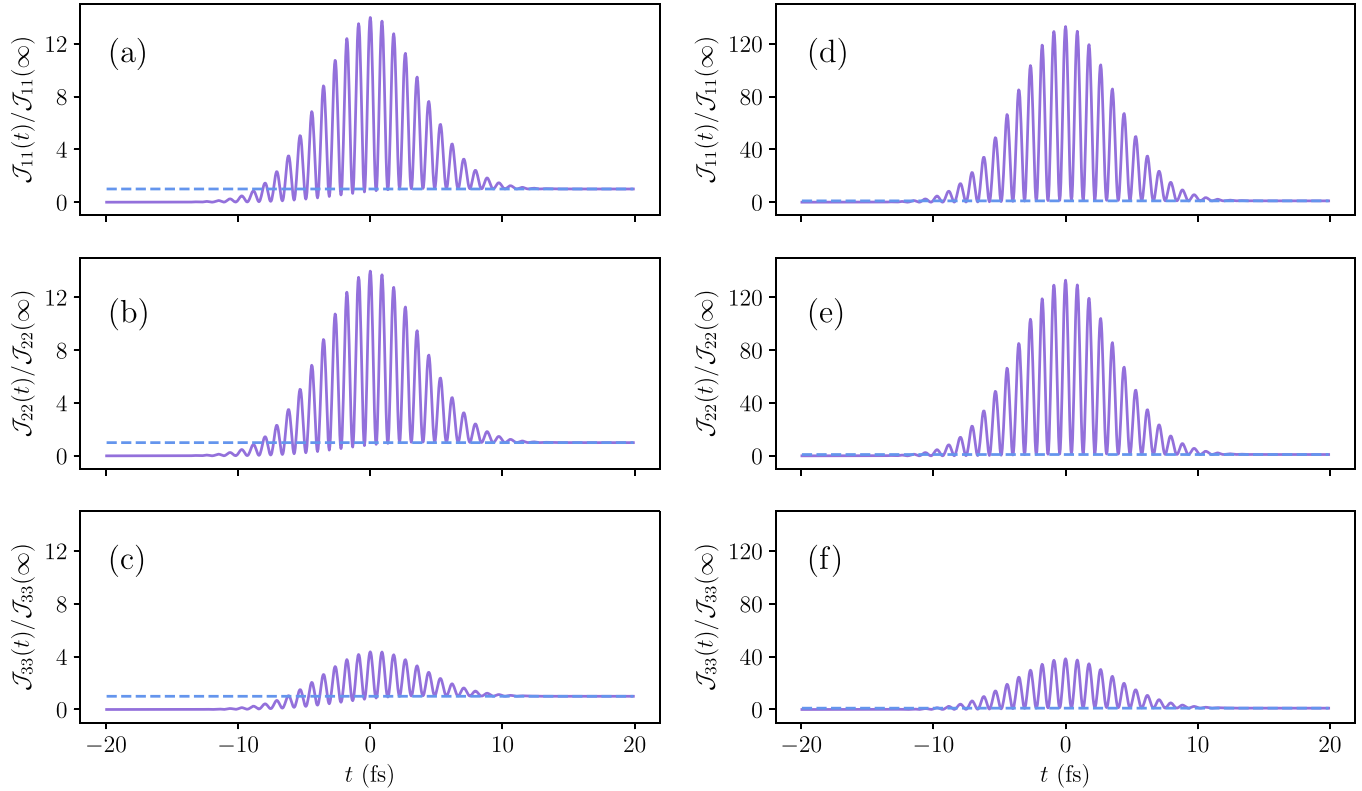 (a)
𝒥₁₁(t)/𝒥₁₁(∞)
12
8
4
0
(d)
𝒥₁₁(t)/𝒥₁₁(∞)
120
80
40
0
(b)
𝒥₂₂(t)/𝒥₂₂(∞)
12
8
4
0
(e)
𝒥₂₂(t)/𝒥₂₂(∞)
120
80
40
0
(c)
𝒥₃₃(t)/𝒥₃₃(∞)
12
8
4
0
−20 −10 0 10 20
t (fs)
(f)
𝒥₃₃(t)/𝒥₃₃(∞)
120
80
40
0
−20 −10 0 10 20
t (fs)